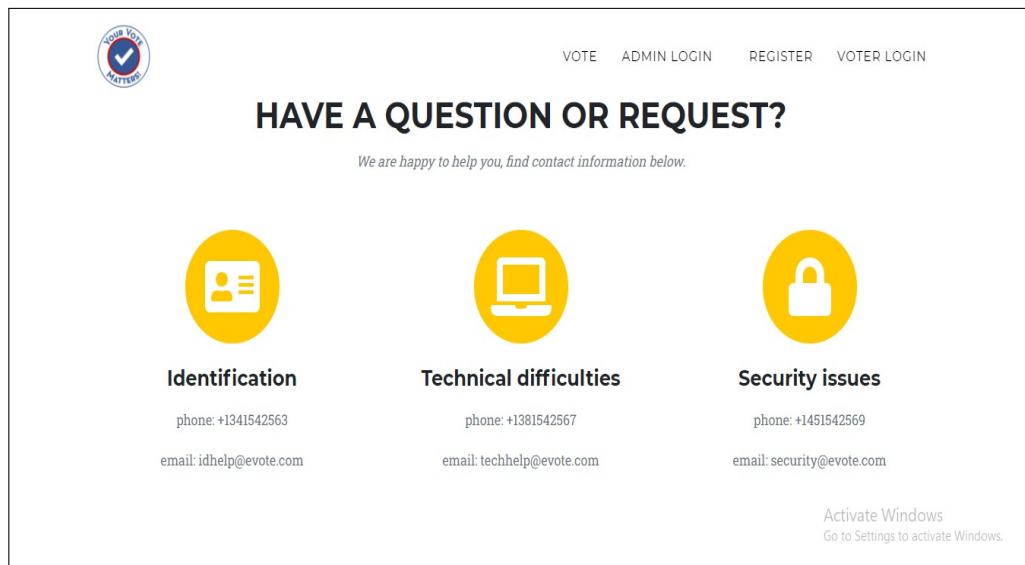 YOUR VOTE
MATTERS!
VOTE ADMIN LOGIN REGISTER VOTER LOGIN
HAVE A QUESTION OR REQUEST?
We are happy to help you, find contact information below.
Identification Technical difficulties Security issues
phone: +1341542563 phone: +1381542567 phone: +1451542569
email: idhelp@evote.com email: techhelp@evote.com email: security@evote.com
Activate Windows
Go to Settings to activate Windows.